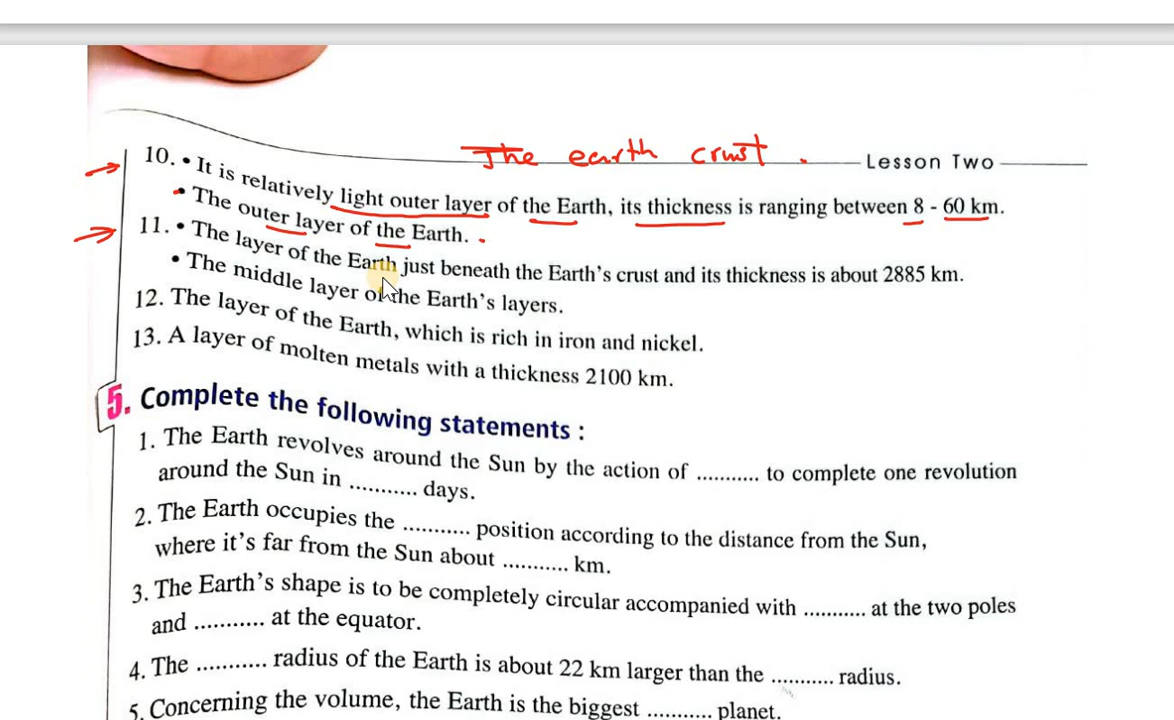 The earth crust .
Lesson Two
10. • It is relatively light outer layer of the Earth, its thickness is ranging between 8 - 60 km.
• The outer layer of the Earth.
11. • The layer of the Earth just beneath the Earth's crust and its thickness is about 2885 km.
• The middle layer of the Earth's layers.
12. The layer of the Earth, which is rich in iron and nickel.
13. A layer of molten metals with a thickness 2100 km.
5. Complete the following statements :
1. The Earth revolves around the Sun by the action of ........... to complete one revolution
around the Sun in ........... days.
2. The Earth occupies the ........... position according to the distance from the Sun,
where it's far from the Sun about ........... km.
3. The Earth's shape is to be completely circular accompanied with ........... at the two poles
and ........... at the equator.
4. The ........... radius of the Earth is about 22 km larger than the ........... radius.
5. Concerning the volume, the Earth is the biggest ........... planet.